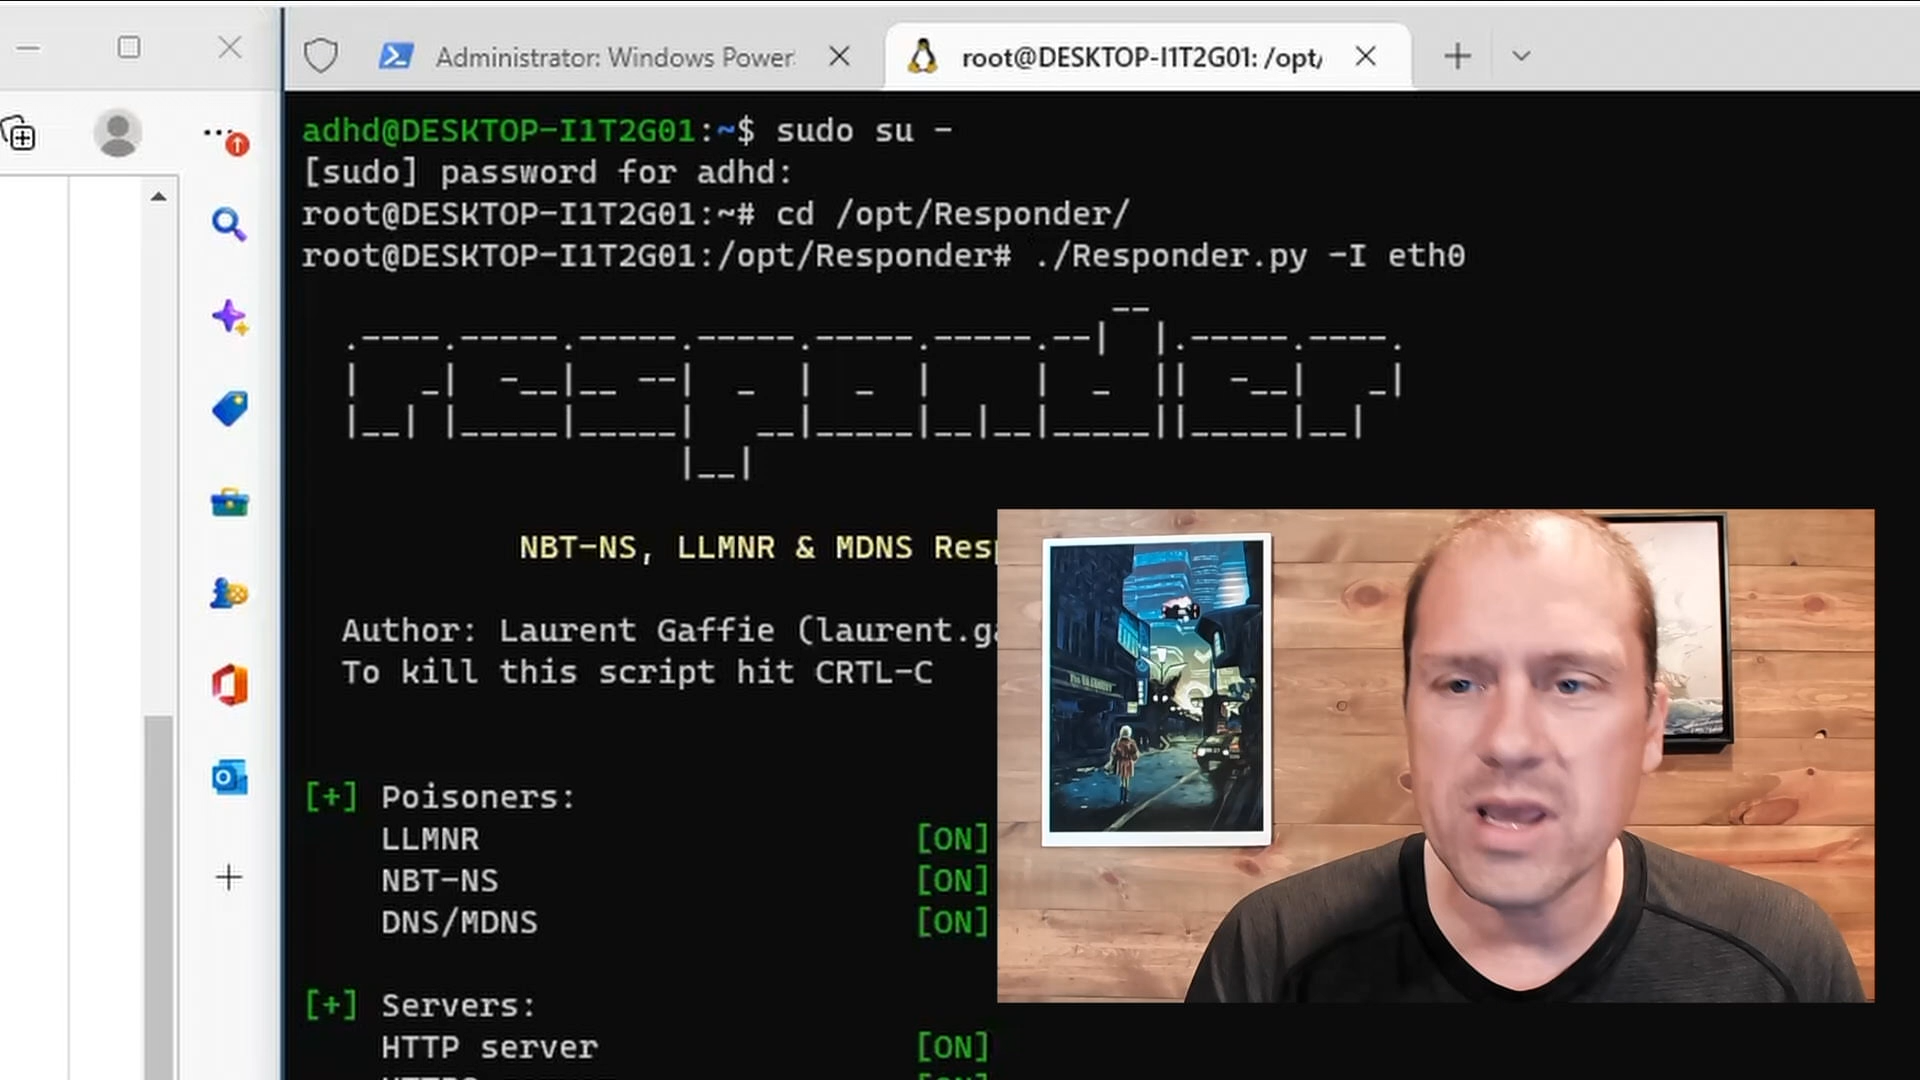 Administrator: Windows Power
root@DESKTOP-I1T2G01: /opt/
adhd@DESKTOP-I1T2G01:~$ sudo su -
[sudo] password for adhd:
root@DESKTOP-I1T2G01:~# cd /opt/Responder/
root@DESKTOP-I1T2G01:/opt/Responder# ./Responder.py -I eth0
responder
NBT-NS, LLMNR & MDNS Resp
Author: Laurent Gaffie (laurent.ga
To kill this script hit CRTL-C
[+] Poisoners:
LLMNR [ON]
NBT-NS [ON]
DNS/MDNS [ON]
[+] Servers:
HTTP server [ON]